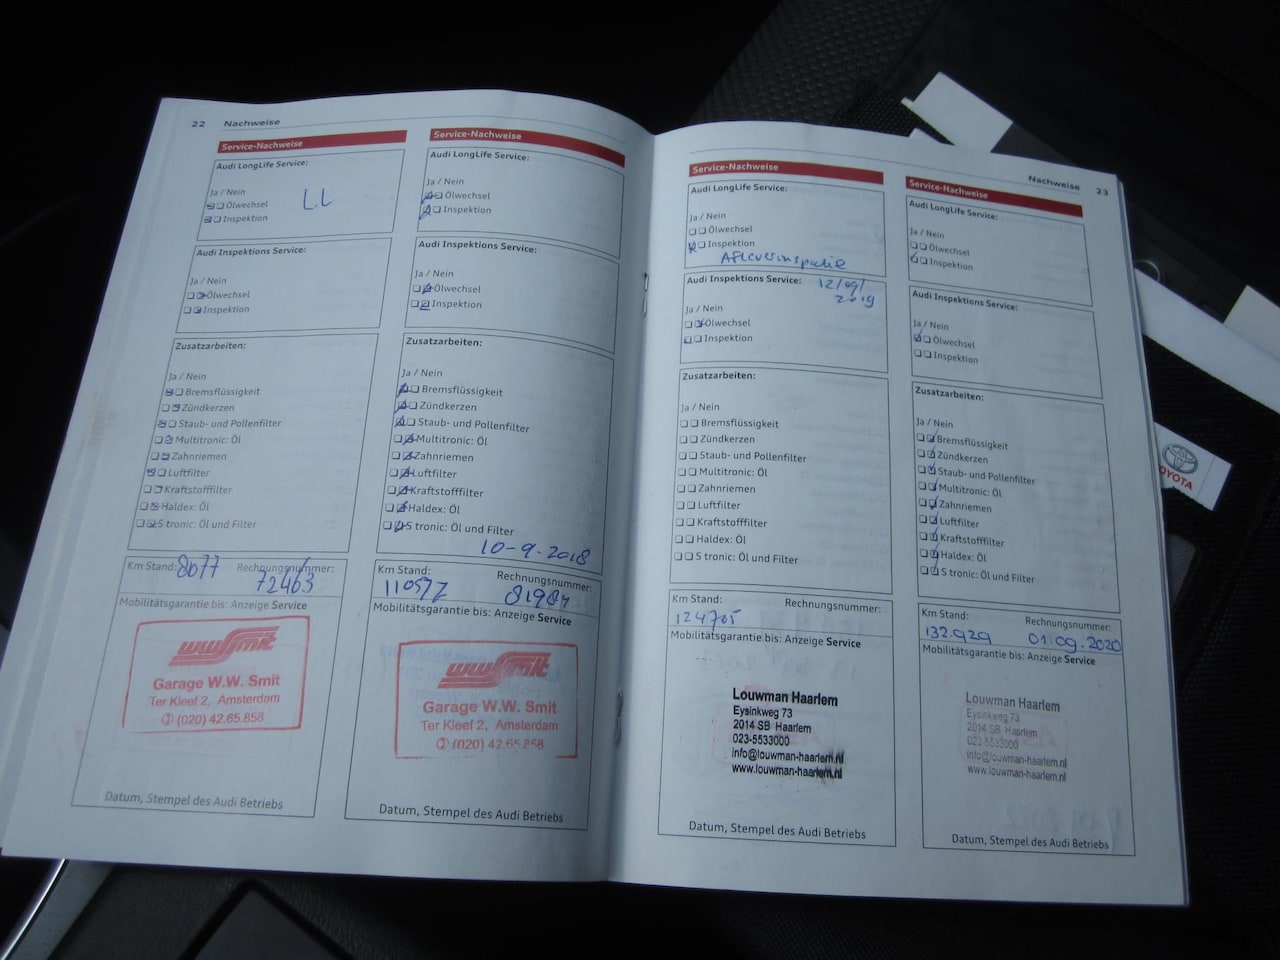 22 Nachweise
Service-Nachweise
Audi LongLife Service:
Ja / Nein
Ölwechsel
Inspektion
L.L
Audi Inspektions Service:
Ja / Nein
Ölwechsel
Inspektion
Zusatzarbeiten:
Ja / Nein
Bremsflüssigkeit
Zündkerzen
Staub- und Pollenfilter
Multitronic: Öl
Zahnriemen
Luftfilter
Kraftstofffilter
Haldex: Öl
S tronic: Öl und Filter
Km Stand: Rechnungsnummer:
8677 72463
Mobilitätsgarantie bis: Anzeige Service
WWSmit
Garage W.W. Smit
Ter Kleef 2, Amsterdam
(020) 42.65.858
Datum, Stempel des Audi Betriebs
Service-Nachweise
Audi LongLife Service:
Ja / Nein
Ölwechsel
Inspektion
Audi Inspektions Service:
Ja / Nein
Ölwechsel
Inspektion
Zusatzarbeiten:
Ja / Nein
Bremsflüssigkeit
Zündkerzen
Staub- und Pollenfilter
Multitronic: Öl
Zahnriemen
Luftfilter
Kraftstofffilter
Haldex: Öl
S tronic: Öl und Filter
10-9-2018
Km Stand: Rechnungsnummer:
110577 81984
Mobilitätsgarantie bis: Anzeige Service
WWSmit
Garage W.W. Smit
Ter Kleef 2, Amsterdam
(020) 42.65.858
Datum, Stempel des Audi Betriebs
Nachweise 23
Service-Nachweise
Audi LongLife Service:
Ja / Nein
Ölwechsel
Inspektion
Afleverinspectie
Audi Inspektions Service:
12/09/
2019
Ja / Nein
Ölwechsel
Inspektion
Zusatzarbeiten:
Ja / Nein
Bremsflüssigkeit
Zündkerzen
Staub- und Pollenfilter
Multitronic: Öl
Zahnriemen
Luftfilter
Kraftstofffilter
Haldex: Öl
S tronic: Öl und Filter
Km Stand: Rechnungsnummer:
124705
Mobilitätsgarantie bis: Anzeige Service
Louwman Haarlem
Eysinkweg 73
2014 SB Haarlem
023-5533000
info@louwman-haarlem.nl
www.louwman-haarlem.nl
Datum, Stempel des Audi Betriebs
Service-Nachweise
Audi LongLife Service:
Ja / Nein
Ölwechsel
Inspektion
Audi Inspektions Service:
Ja / Nein
Ölwechsel
Inspektion
Zusatzarbeiten:
Ja / Nein
Bremsflüssigkeit
Zündkerzen
Staub- und Pollenfilter
Multitronic: Öl
Zahnriemen
Luftfilter
Kraftstofffilter
Haldex: Öl
S tronic: Öl und Filter
Km Stand: Rechnungsnummer:
132.929 01.09.2020
Mobilitätsgarantie bis: Anzeige Service
Louwman Haarlem
Eysinkweg 73
2014 SB Haarlem
023-5533000
info@louwman-haarlem.nl
www.louwman-haarlem.nl
Datum, Stempel des Audi Betriebs
TOYOTA